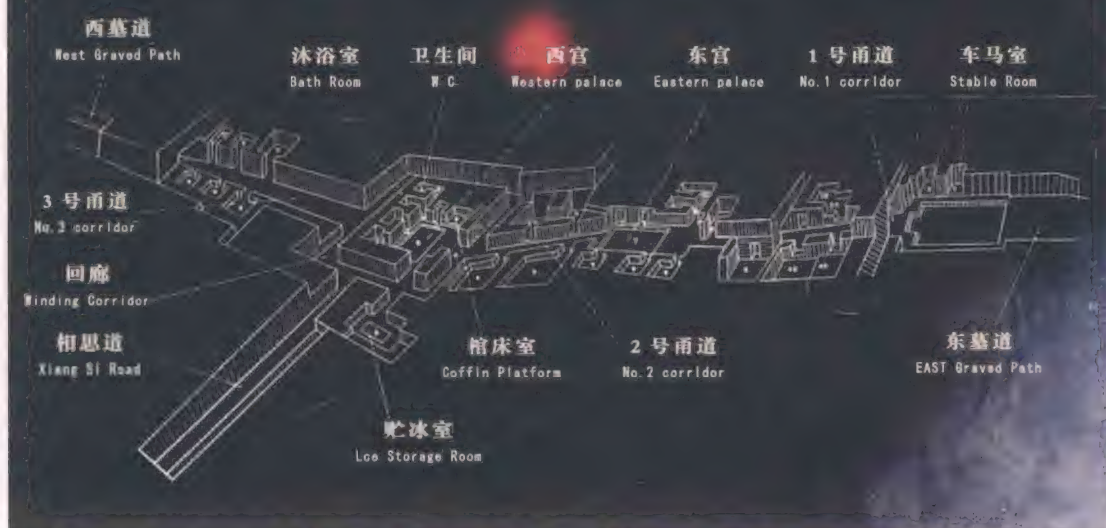 西墓道
West Graved Path
沐浴室
Bath Room
卫生间
W C
西宫
Western palace
东宫
Eastern palace
1号甬道
No.1 corridor
车马室
Stable Room
3号甬道
No.3 corridor
回廊
Winding Corridor
相思道
Xiang Si Road
棺床室
Coffin Platform
2号甬道
No.2 corridor
东墓道
EAST Graved Path
贮冰室
Lce Storage Room